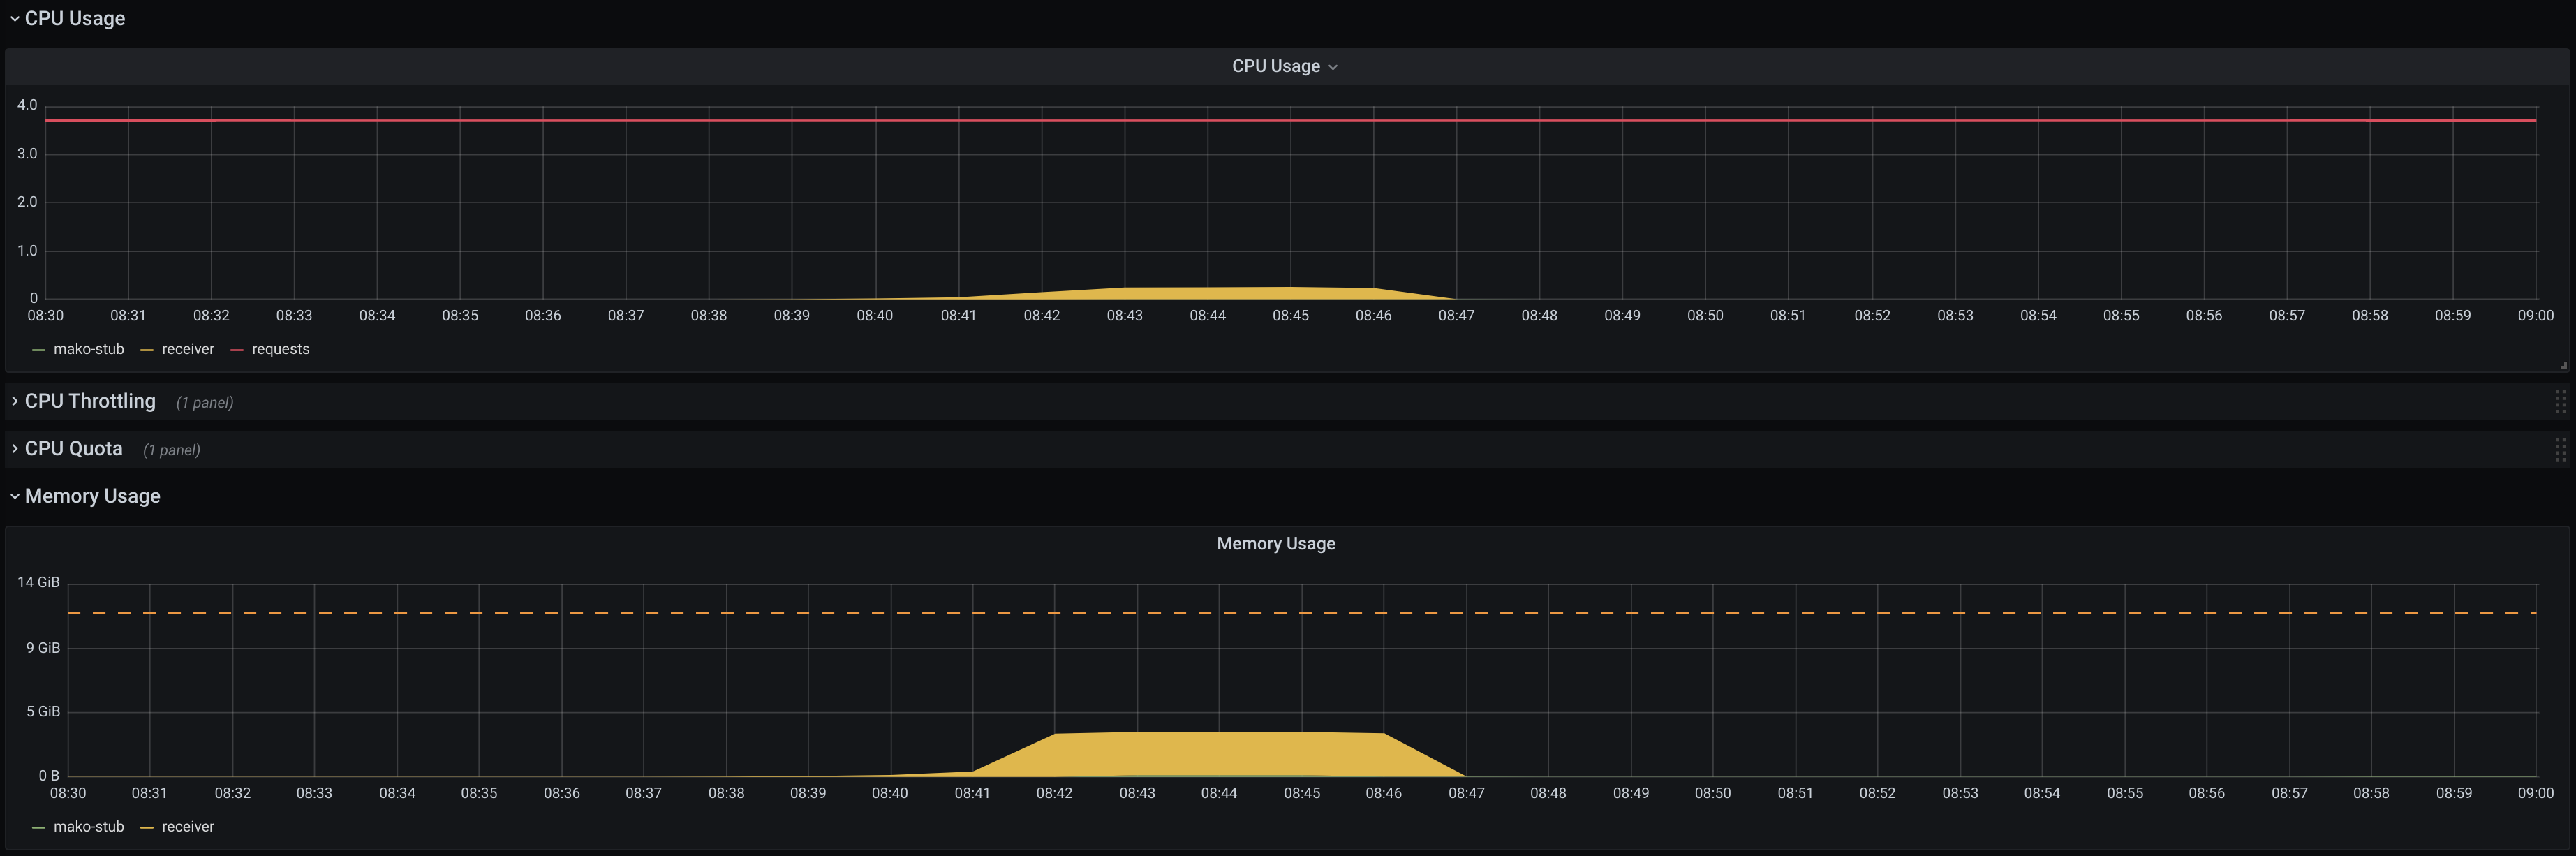 CPU Usage
CPU Usage
4.0
3.0
2.0
1.0
0
08:30 08:31 08:32 08:33 08:34 08:35 08:36 08:37 08:38 08:39 08:40 08:41 08:42 08:43 08:44 08:45 08:46 08:47 08:48 08:49 08:50 08:51 08:52 08:53 08:54 08:55 08:56 08:57 08:58 08:59 09:00
mako-stub receiver requests
CPU Throttling (1 panel)
CPU Quota (1 panel)
Memory Usage
Memory Usage
14 GiB
9 GiB
5 GiB
0 B
08:30 08:31 08:32 08:33 08:34 08:35 08:36 08:37 08:38 08:39 08:40 08:41 08:42 08:43 08:44 08:45 08:46 08:47 08:48 08:49 08:50 08:51 08:52 08:53 08:54 08:55 08:56 08:57 08:58 08:59 09:00
mako-stub receiver